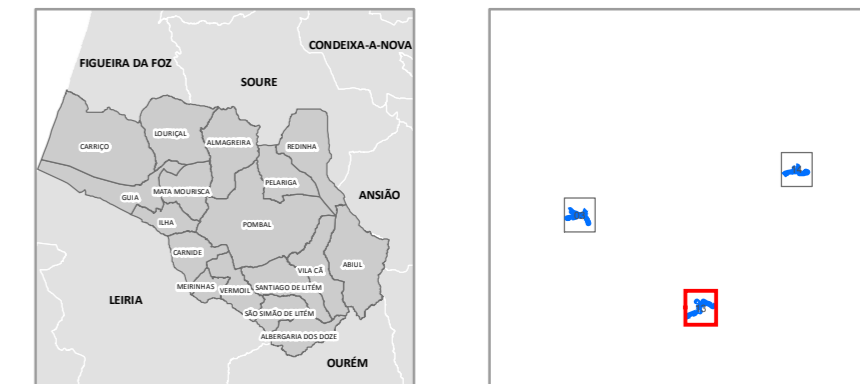 CONDEIXA-A-NOVA
FIGUEIRA DA FOZ
SOURE
LOURIÇAL
CARRIÇO
ALMAGREIRA
REDINHA
PELARIGA
MATA MOURISCA
GUIA
ANSIÃO
ILHA
POMBAL
CARNIDE
ABIUL
VILA CÃ
MEIRINHAS
VERMOIL
SANTIAGO DE LITÉM
LEIRIA
SÃO SIMÃO DE LITÉM
ALBERGARIA DOS DOZE
OURÉM